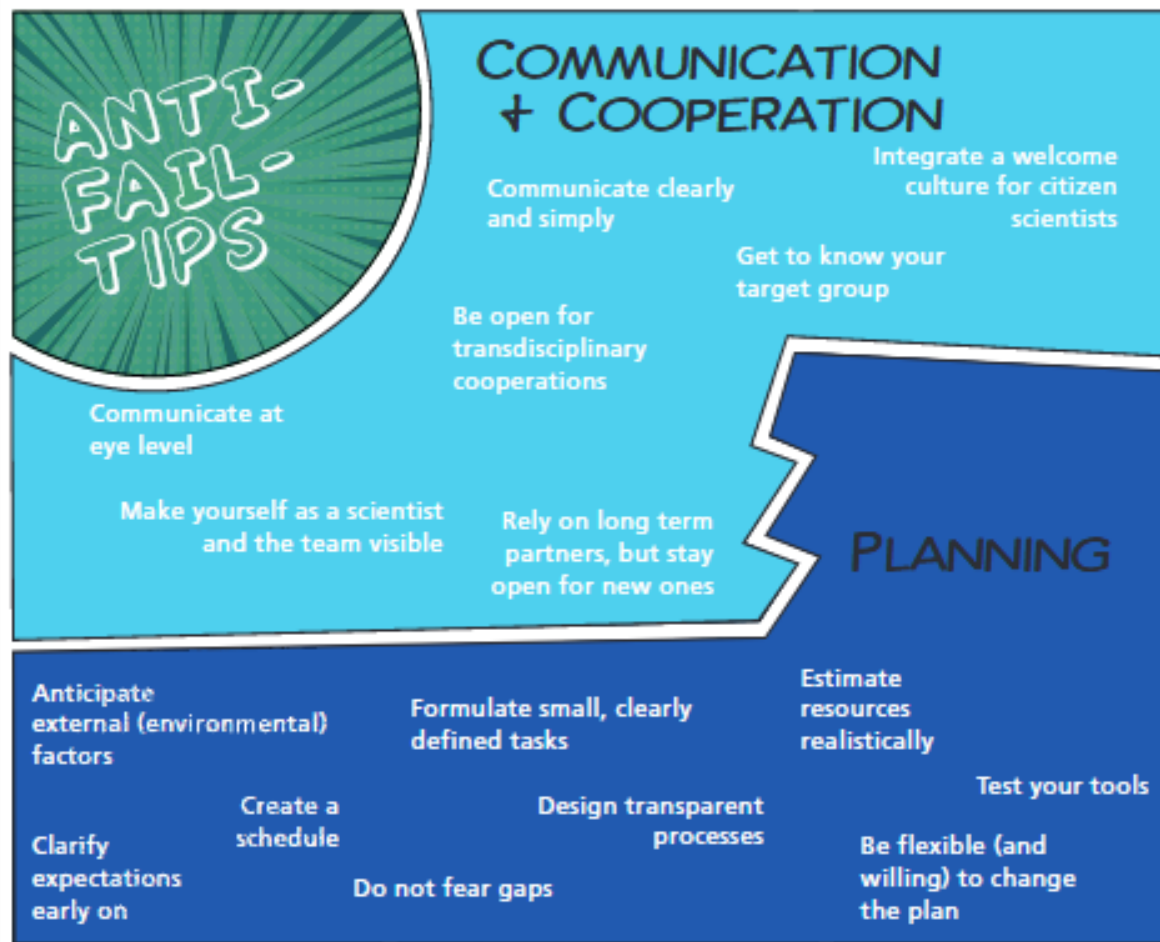 ANTI-
FAIL-
TIPS
COMMUNICATION
+ COOPERATION
Integrate a welcome
culture for citizen
scientists
Communicate clearly
and simply
Get to know your
target group
Be open for
transdisciplinary
cooperations
Communicate at
eye level
Make yourself as a scientist
and the team visible
Rely on long term
partners, but stay
open for new ones
PLANNING
Anticipate
external (environmental)
factors
Formulate small, clearly
defined tasks
Estimate
resources
realistically
Test your tools
Create a
schedule
Design transparent
processes
Clarify
expectations
early on
Do not fear gaps
Be flexible (and
willing) to change
the plan